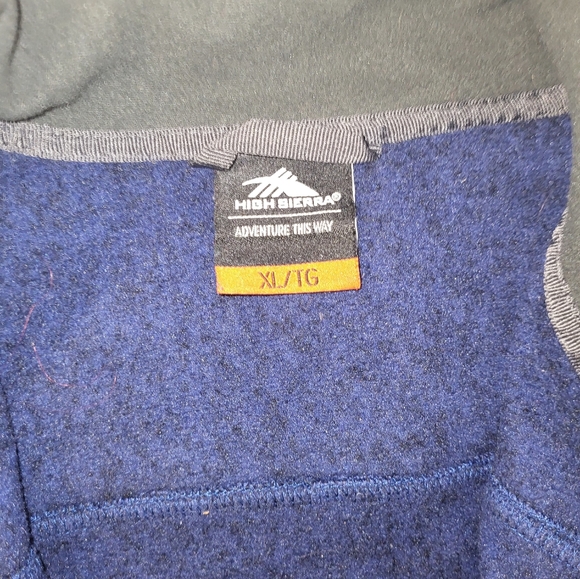 HIGH SIERRA®
ADVENTURE THIS WAY
XL/TG